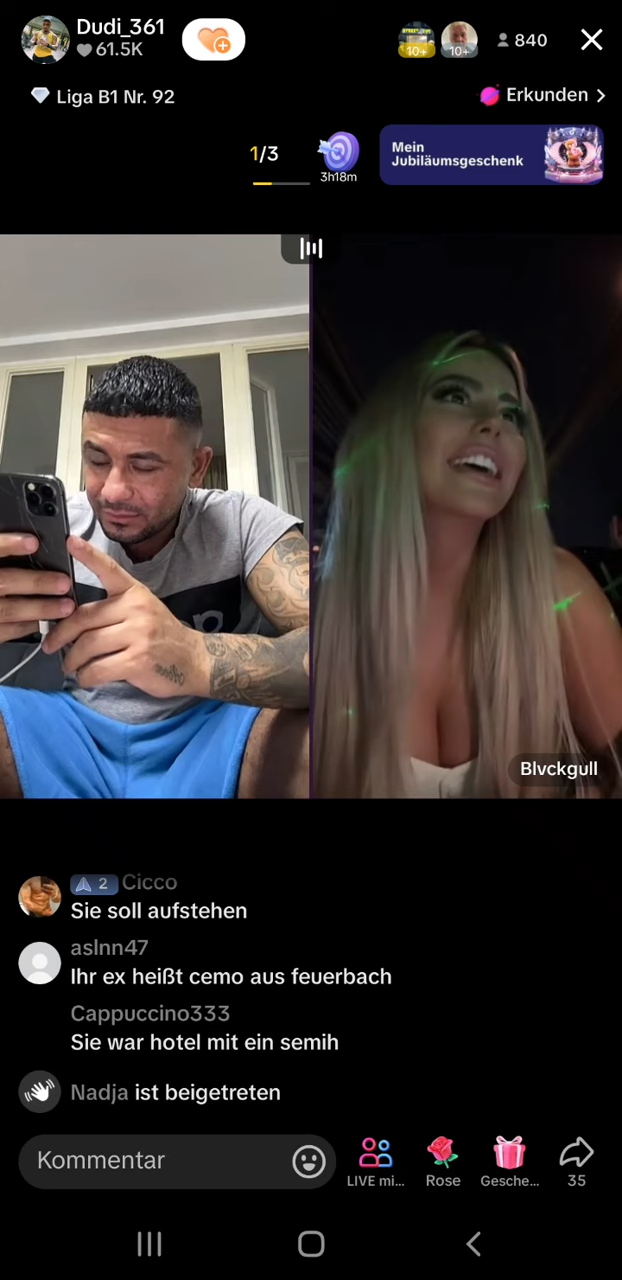 Dudi_361
61.5K
10+
10+
840
Liga B1 Nr. 92
Erkunden
1/3
3h18m
Mein
Jubiläumsgeschenk
Blvckgull
2 Cicco
Sie soll aufstehen
aslnn47
Ihr ex heißt cemo aus feuerbach
Cappuccino333
Sie war hotel mit ein semih
Nadja ist beigetreten
Kommentar
LIVE mi...
Rose
Gesche...
35